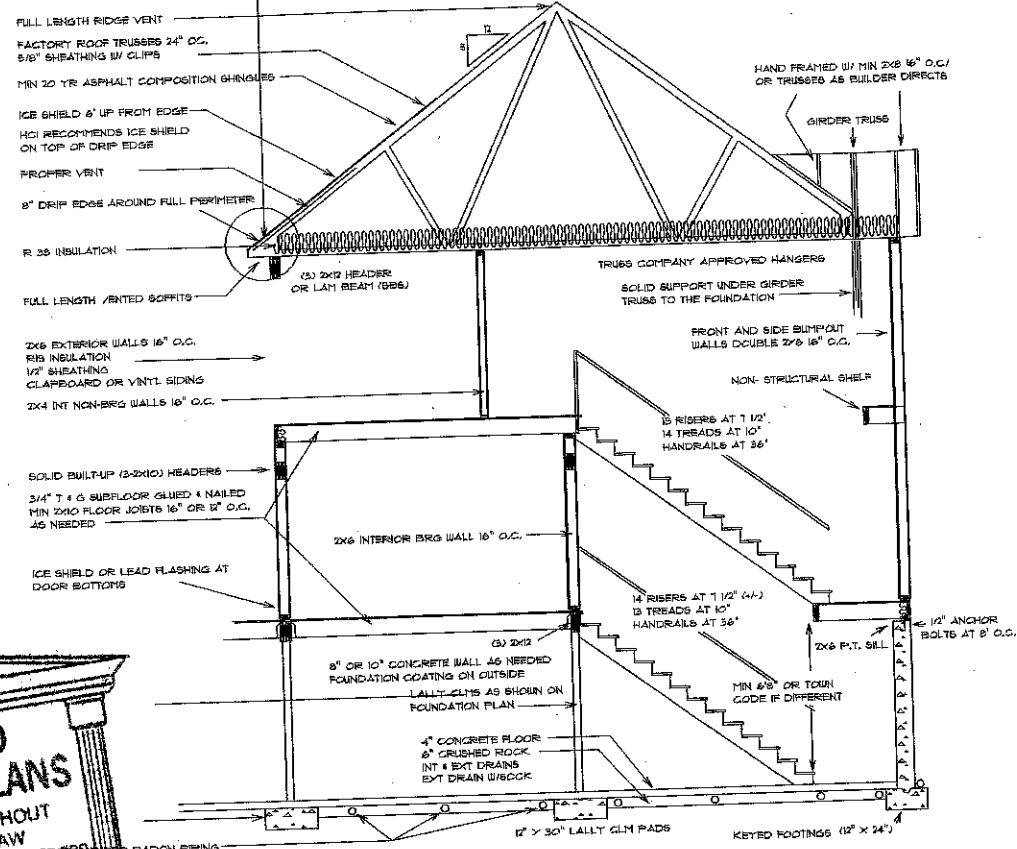 FULL LENGTH RIDGE VENT
FACTORY ROOF TRUSSES 24" OC.
5/8" SHEATHING W/ CLIPS
MIN 20 YR ASPHALT COMPOSITION SHINGLES
ICE SHIELD 6' UP FROM EDGE
HCI RECOMMENDS ICE SHIELD
ON TOP OF DRIP EDGE
PROPER VENT
8" DRIP EDGE AROUND FULL PERIMETER
R 38 INSULATION
FULL LENGTH VENTED SOFFITS
12
8
HAND FRAMED W/ MIN 2X8 16" O.C./
OR TRUSSES AS BUILDER DIRECTS
GIRDER TRUSS
(3) 2X12 HEADER
OR LAM BEAM (SBS)
TRUSS COMPANY APPROVED HANGERS
SOLID SUPPORT UNDER GIRDER
TRUSS TO THE FOUNDATION
2X6 EXTERIOR WALLS 16" O.C.
R19 INSULATION
1/2" SHEATHING
CLAPBOARD OR VINYL SIDING
2X4 INT NON-BRG WALLS 16" O.C.
FRONT AND SIDE BUMPOUT
WALLS DOUBLE 2X6 16" O.C.
NON- STRUCTURAL SHELF
15 RISERS AT 7 1/2"
14 TREADS AT 10"
HANDRAILS AT 36"
SOLID BUILT-UP (3-2X10) HEADERS
3/4" T & G SUBFLOOR GLUED & NAILED
MIN 2X10 FLOOR JOISTS 16" OR 12" O.C.
AS NEEDED
2X6 INTERIOR BRG WALL 16" O.C.
ICE SHIELD OR LEAD FLASHING AT
DOOR BOTTOMS
14 RISERS AT 7 1/2" (+/-)
13 TREADS AT 10"
HANDRAILS AT 36"
(3) 2X12
1/2" ANCHOR
BOLTS AT 8' O.C.
2X6 P.T. SILL
8" OR 10" CONCRETE WALL AS NEEDED
FOUNDATION COATING ON OUTSIDE
LALLY CLMS AS SHOWN ON
FOUNDATION PLAN
MIN 6'8" OR TOWN
CODE IF DIFFERENT
4" CONCRETE FLOOR
6" CRUSHED ROCK
INT & EXT DRAINS
EXT DRAIN W/SOCK
12" X 30" LALLY CLM PADS
KEYED FOOTINGS (12" X 24")
RADON PIPING
LANS
HOUT
AW